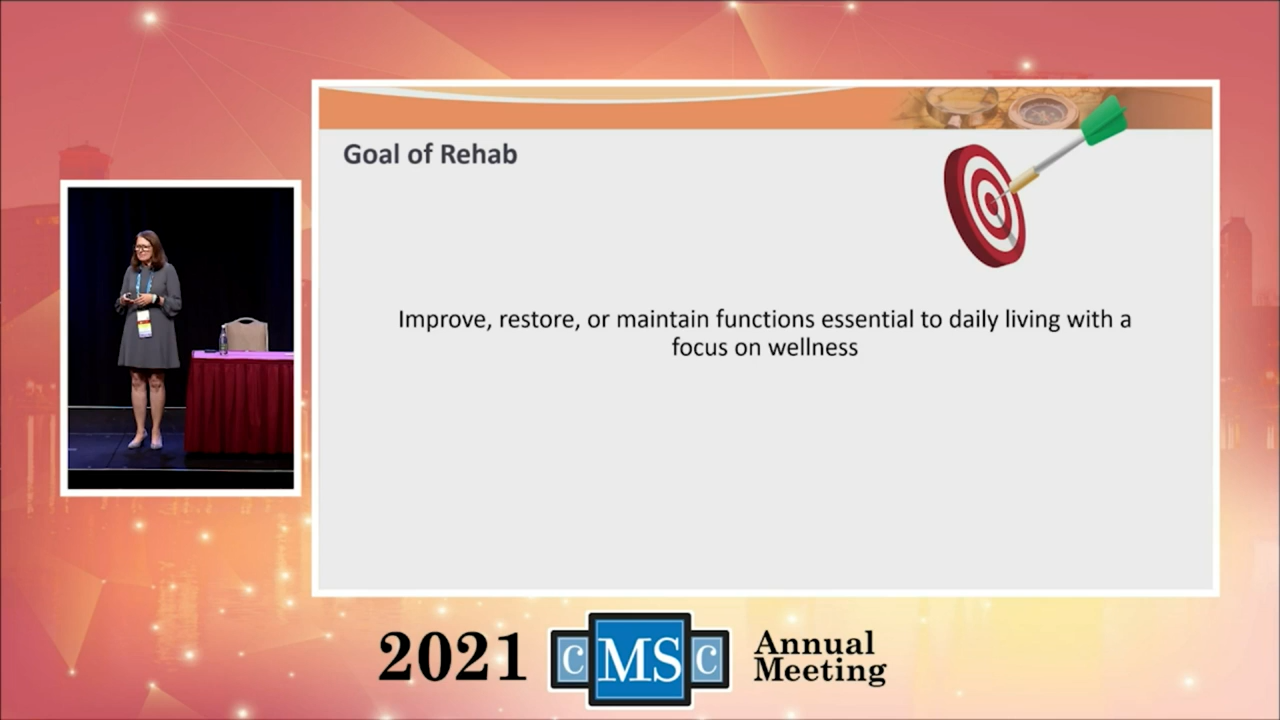 Goal of Rehab
Improve, restore, or maintain functions essential to daily living with a
focus on wellness
2021
CMSC
Annual
Meeting